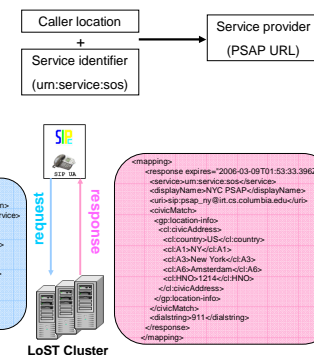 Caller location
+
Service identifier
(urn:service:sos)
Service provider
(PSAP URL)
SIP
SIP UA
request
response
LoST Cluster
<mapping>
<response expires="2006-03-09T01:53:33.396Z
<service>urn:service:sos</service>
<displayName>NYC PSAP</displayName>
<uri>sip:psap_ny@irt.cs.columbia.edu</uri>
<civicMatch>
<gp:location-info>
<cl:civicAddress>
<cl:country>US</cl:country>
<cl:A1>NY</cl:A1>
<cl:A3>New York</cl:A3>
<cl:A6>Amsterdam</cl:A6>
<cl:HNO>1214</cl:HNO>
</cl:civicAddress>
</gp:location-info>
</civicMatch>
<dialstring>911</dialstring>
</response>
</mapping>